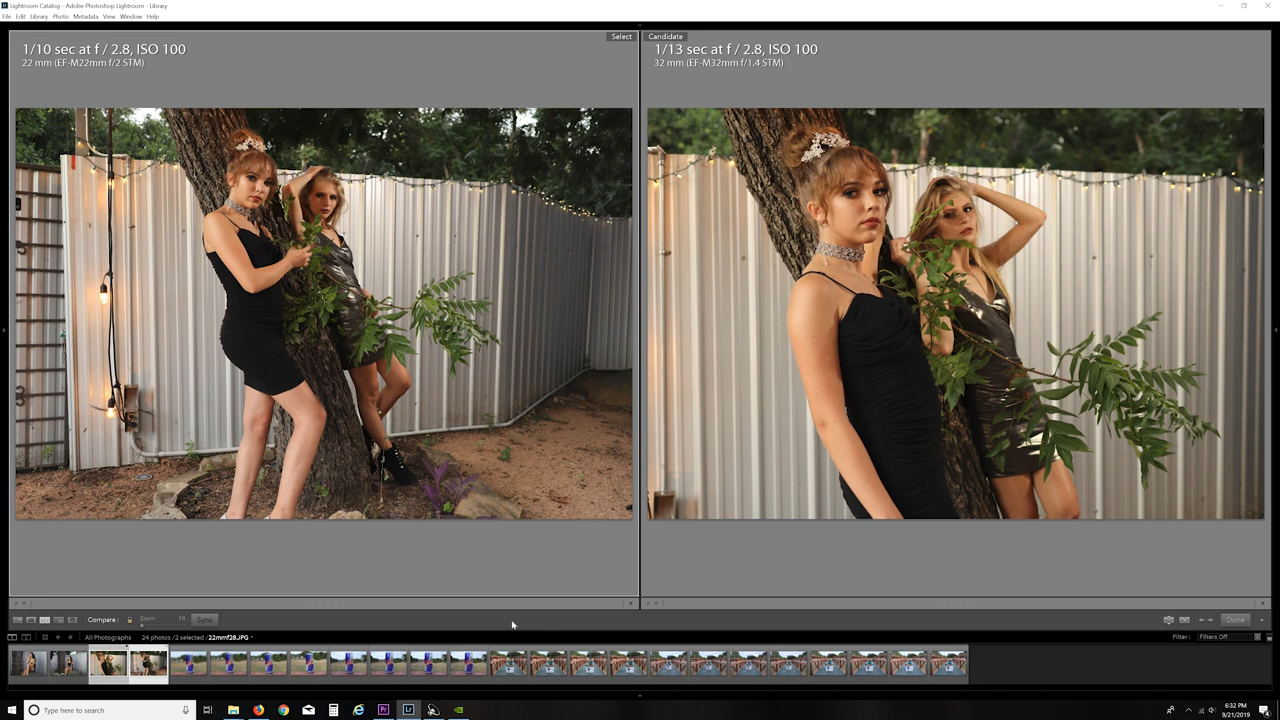 Lightroom Catalog - Adobe Photoshop Lightroom - Library
File Edit Library Photo Metadata View Window Help
1/10 sec at f / 2.8, ISO 100
22 mm (EF-M22mm f/2 STM)
Select
Candidate
1/13 sec at f / 2.8, ISO 100
32 mm (EF-M32mm f/1.4 STM)
Compare : Zoom Fit Sync
Done
All Photographs 24 photos /2 selected /22mmf28.JPG
Filter : Filters Off
Type here to search
6:32 PM
9/21/2019